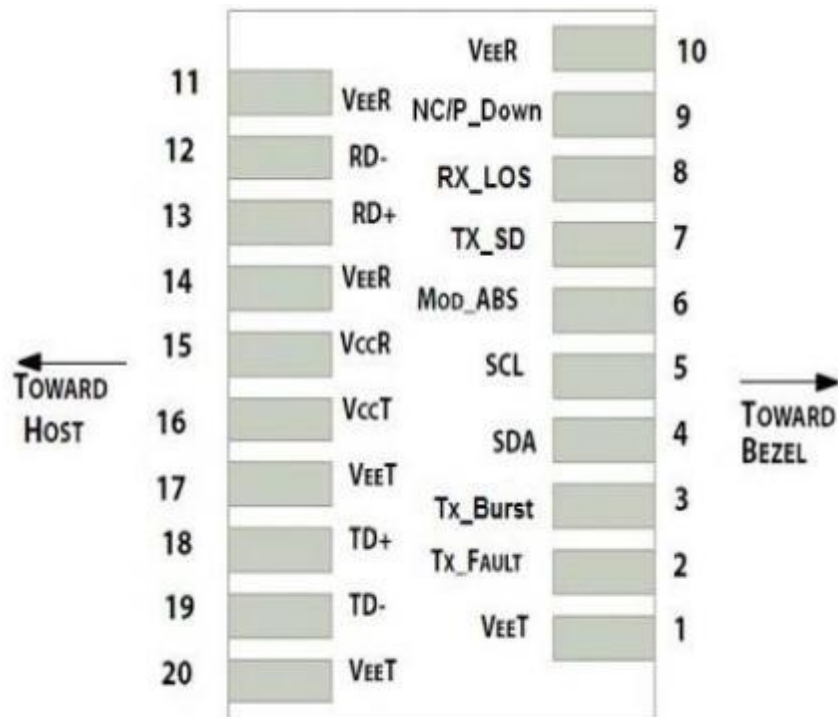 VEER 10
11 VEER
NC/P_Down 9
12 RD-
RX_LOS 8
13 RD+
TX_SD 7
14 VEER
MOD_ABS 6
15 VCCR
SCL 5
TOWARD
HOST
TOWARD
BEZEL
16 VCCT
SDA 4
17 VEET
Tx_Burst 3
18 TD+
TX_FAULT 2
19 TD-
VEET 1
20 VEET